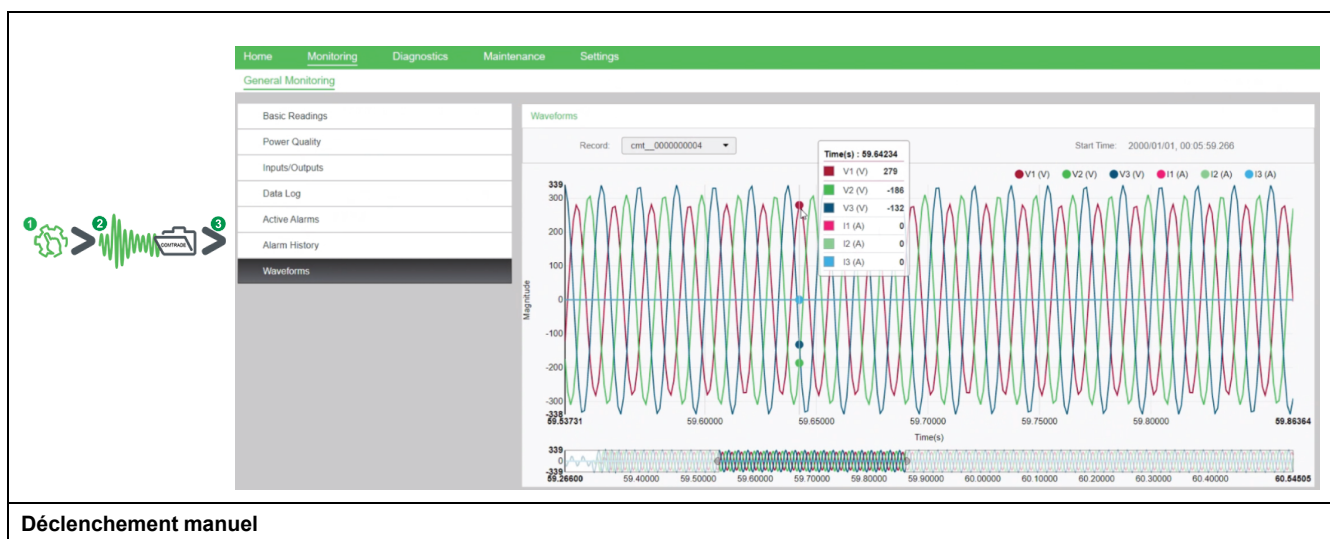 Home Monitoring Diagnostics Maintenance Settings
General Monitoring
Basic Readings
Power Quality
Inputs/Outputs
Data Log
Active Alarms
Alarm History
Waveforms
1 2 COMTRADE 3
Waveforms
Record: cmt__0000000004 Start Time: 2000/01/01, 00:05:59.266
Time(s) : 59.64234
V1 (V) 279
V2 (V) -186
V3 (V) -132
I1 (A) 0
I2 (A) 0
I3 (A) 0
V1 (V) V2 (V) V3 (V) I1 (A) I2 (A) I3 (A)
Magnitude
339
300
200
100
0
-100
-200
-300
-338
59.53731 59.60000 59.65000 59.70000 59.75000 59.80000 59.86364
Time(s)
339
0
-339
59.26600 59.40000 59.50000 59.60000 59.70000 59.80000 59.90000 60.00000 60.10000 60.20000 60.30000 60.40000 60.54505
Déclenchement manuel